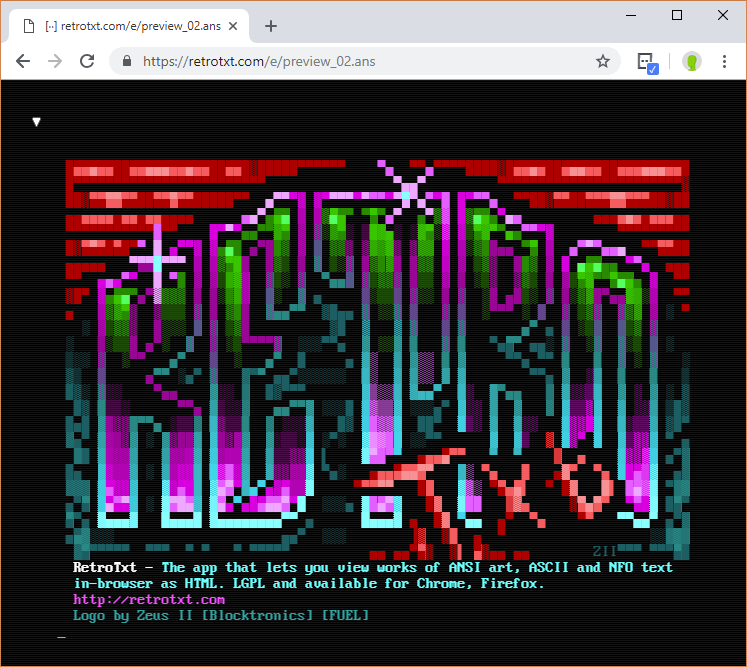 [··] retrotxt.com/e/preview_02.ans
https://retrotxt.com/e/preview_02.ans
RETRO
Txt
ZII
RetroTxt - The app that lets you view works of ANSI art, ASCII and NFO text
in-browser as HTML. LGPL and available for Chrome, Firefox.
http://retrotxt.com
Logo by Zeus II [Blocktronics] [FUEL]